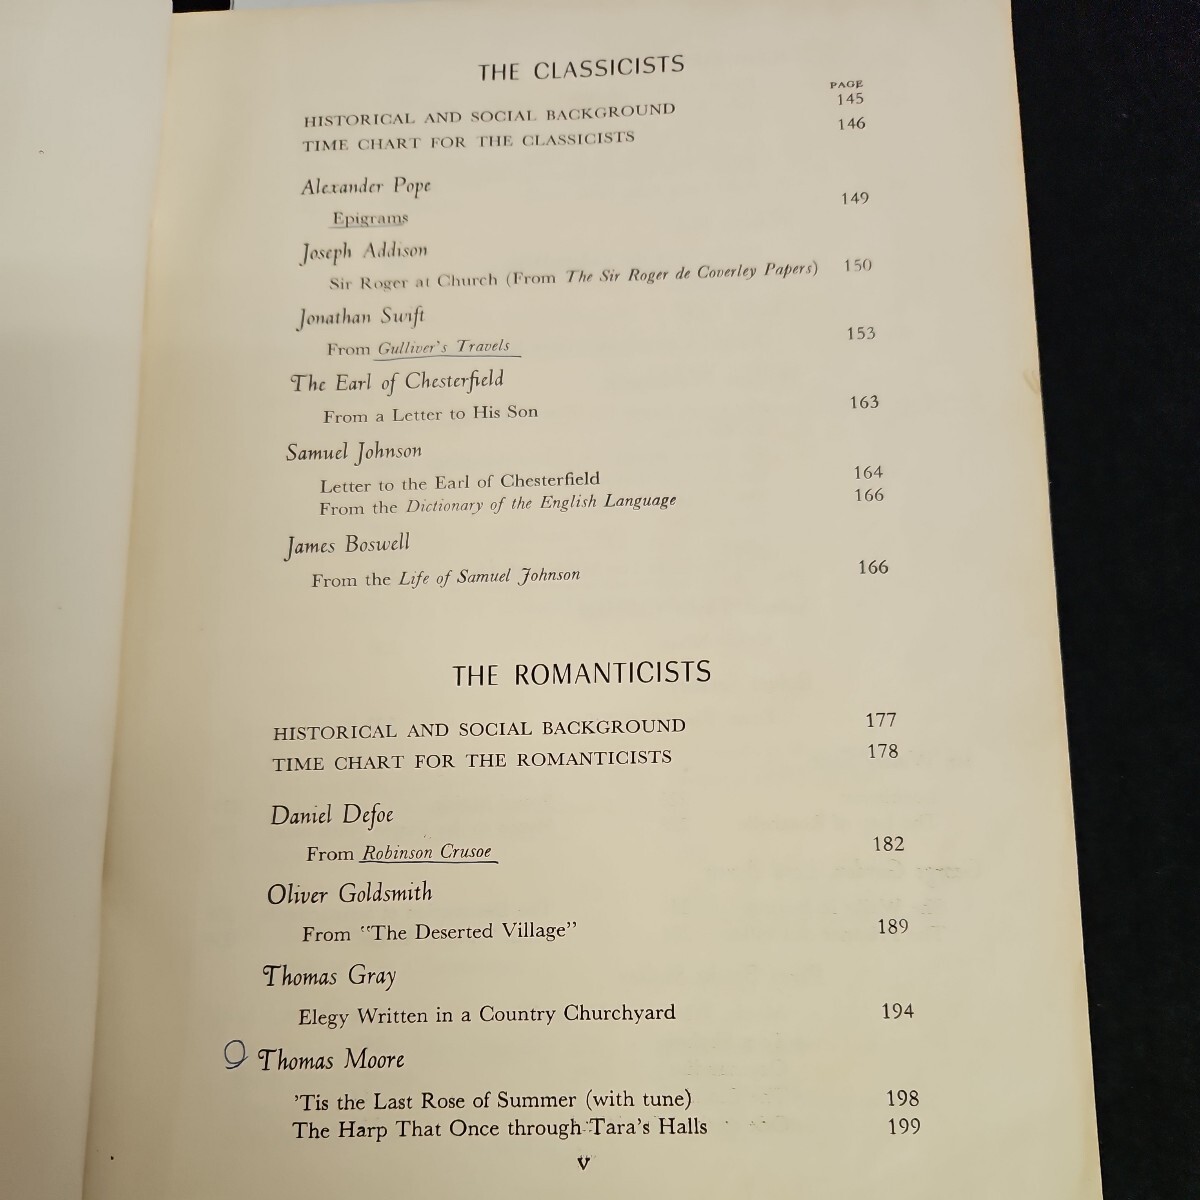 THE CLASSICISTS
PAGE
HISTORICAL AND SOCIAL BACKGROUND 145
TIME CHART FOR THE CLASSICISTS 146
Alexander Pope
Epigrams 149
Joseph Addison
Sir Roger at Church (From The Sir Roger de Coverley Papers) 150
Jonathan Swift
From Gulliver's Travels 153
The Earl of Chesterfield
From a Letter to His Son 163
Samuel Johnson
Letter to the Earl of Chesterfield 164
From the Dictionary of the English Language 166
James Boswell
From the Life of Samuel Johnson 166
THE ROMANTICISTS
HISTORICAL AND SOCIAL BACKGROUND 177
TIME CHART FOR THE ROMANTICISTS 178
Daniel Defoe
From Robinson Crusoe 182
Oliver Goldsmith
From "The Deserted Village" 189
Thomas Gray
Elegy Written in a Country Churchyard 194
Thomas Moore
'Tis the Last Rose of Summer (with tune) 198
The Harp That Once through Tara's Halls 199
v